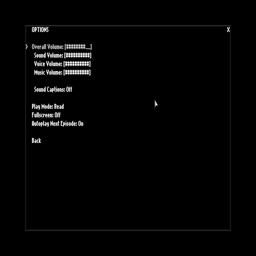 OPTIONS X
> Overall Volume: [########__]
Sound Volume: [##########]
Voice Volume: [##########]
Music Volume: [##########]
Sound Captions: Off
Play Mode: Read
Fullscreen: Off
Autoplay Next Episode: On
Back